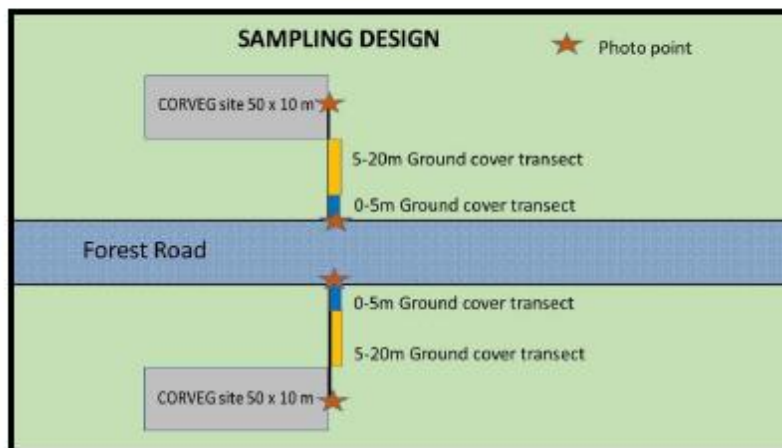 SAMPLING DESIGN
Photo point
CORVEG site 50 x 10 m
5-20m Ground cover transect
0-5m Ground cover transect
Forest Road
0-5m Ground cover transect
5-20m Ground cover transect
CORVEG site 50 x 10 m